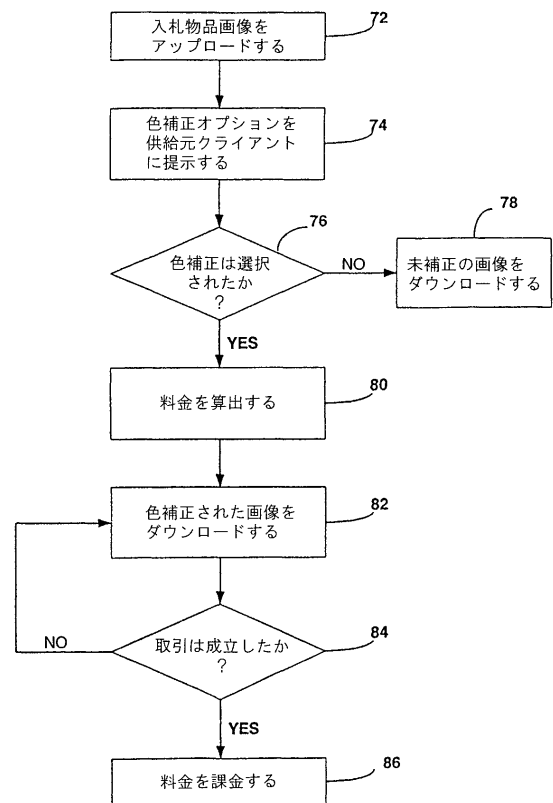 入札物品画像を
アップロードする
72
色補正オプションを
供給元クライアント
に提示する
74
色補正は選択
されたか
?
76
NO
78
未補正の画像を
ダウンロードする
YES
料金を算出する
80
色補正された画像を
ダウンロードする
82
取引は成立したか
?
84
NO
YES
料金を課金する
86